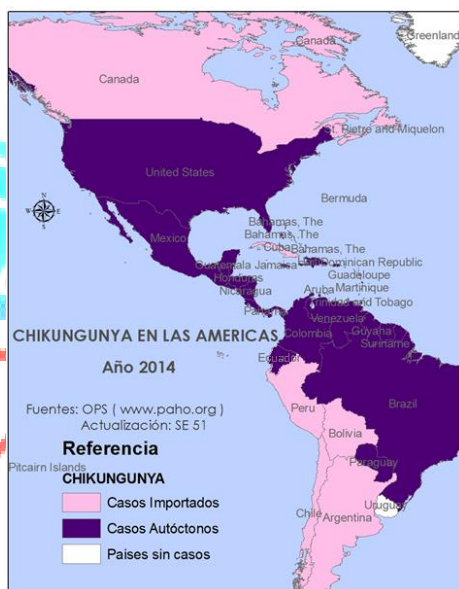 Greenland
Canada
Canada
St. Pierre and Miquelon
United States
N
W E
S
Bermuda
Bahamas, The
Bahamas, The
Mexico
Cuba
Bahamas, The
Guatemala Jamaica
Haiti Dominican Republic
Honduras
Guadeloupe
Nicaragua
Martinique
Aruba
Trinidad and Tobago
Panama
Venezuela
CHIKUNGUNYA EN LAS AMERICAS
Colombia
Guyana
Suriname
Año 2014
Ecuador
Brazil
Peru
Fuentes: OPS ( www.paho.org )
Actualización: SE 51
Bolivia
Referencia
Paraguay
Pitcairn Islands
CHIKUNGUNYA
Casos Importados
Uruguay
Chile
Argentina
Casos Autóctonos
Países sin casos